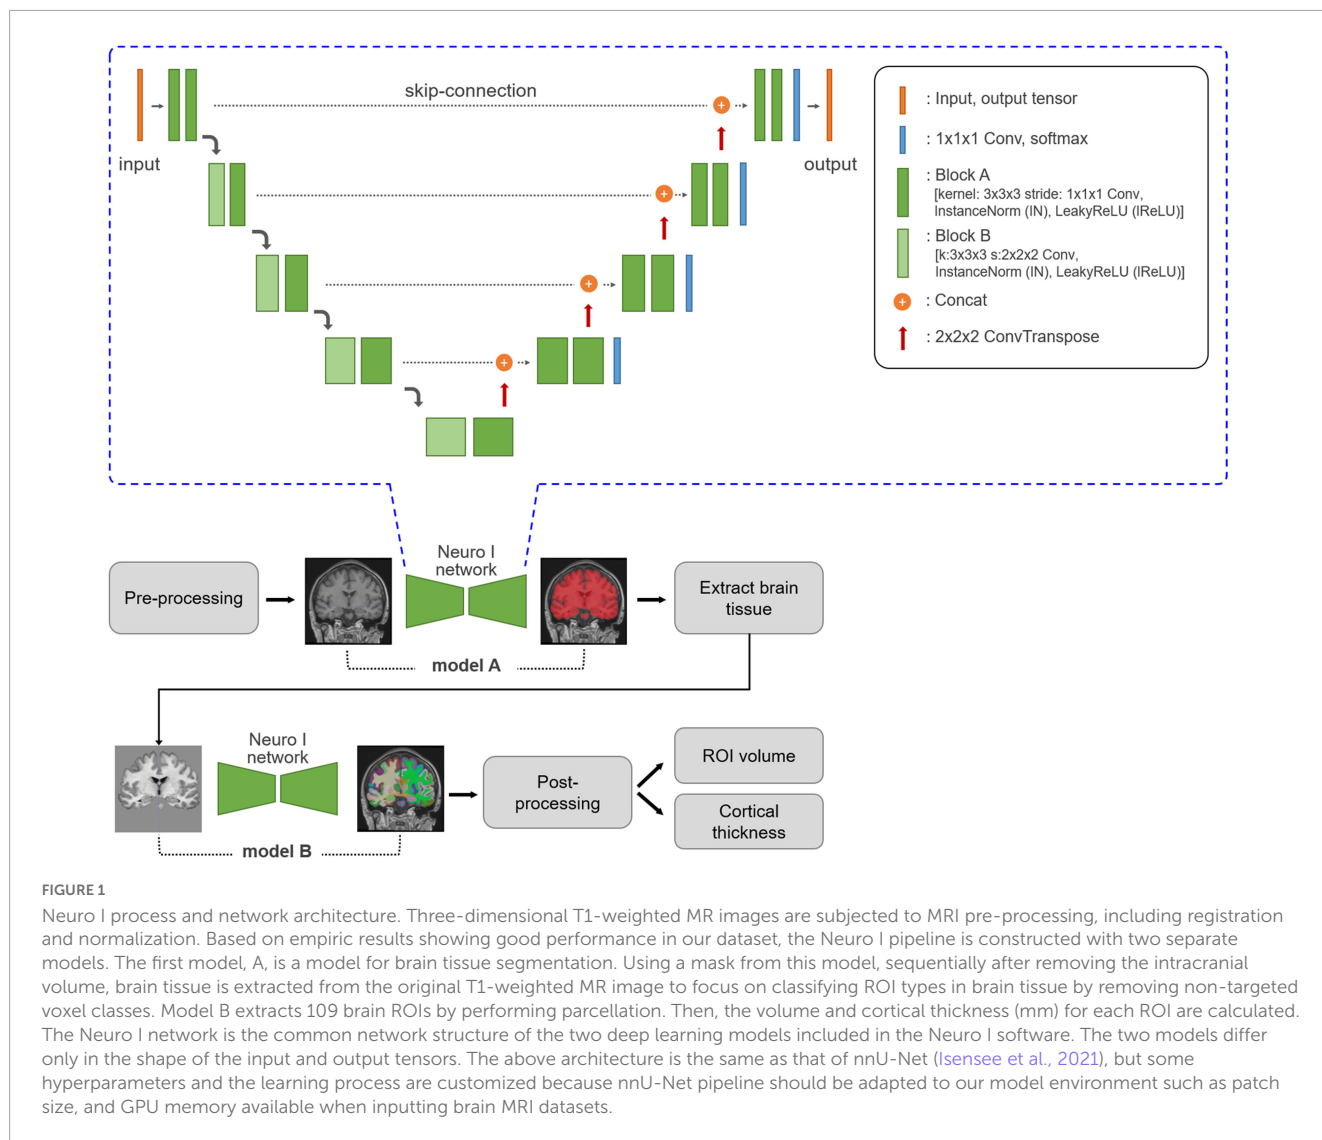 skip-connection
input
output
: Input, output tensor
: 1x1x1 Conv, softmax
: Block A
[kernel: 3x3x3 stride: 1x1x1 Conv,
InstanceNorm (IN), LeakyReLU (lReLU)]
: Block B
[k:3x3x3 s:2x2x2 Conv,
InstanceNorm (IN), LeakyReLU (lReLU)]
: Concat
: 2x2x2 ConvTranspose
Pre-processing
Neuro I
network
Extract brain
tissue
model A
Neuro I
network
Post-
processing
ROI volume
Cortical
thickness
model B
FIGURE 1
Neuro I process and network architecture. Three-dimensional T1-weighted MR images are subjected to MRI pre-processing, including registration
and normalization. Based on empiric results showing good performance in our dataset, the Neuro I pipeline is constructed with two separate
models. The first model, A, is a model for brain tissue segmentation. Using a mask from this model, sequentially after removing the intracranial
volume, brain tissue is extracted from the original T1-weighted MR image to focus on classifying ROI types in brain tissue by removing non-targeted
voxel classes. Model B extracts 109 brain ROIs by performing parcellation. Then, the volume and cortical thickness (mm) for each ROI are calculated.
The Neuro I network is the common network structure of the two deep learning models included in the Neuro I software. The two models differ
only in the shape of the input and output tensors. The above architecture is the same as that of nnU-Net (Isensee et al., 2021), but some
hyperparameters and the learning process are customized because nnU-Net pipeline should be adapted to our model environment such as patch
size, and GPU memory available when inputting brain MRI datasets.